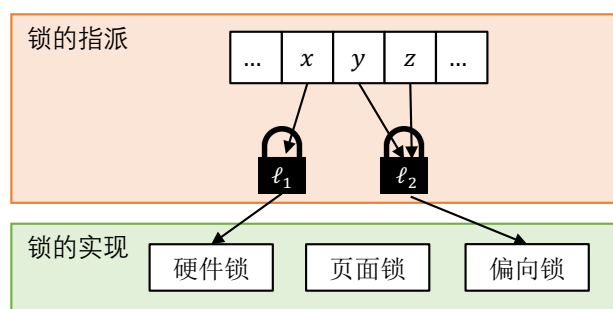 锁的指派
... x y z ...
ℓ1 ℓ2
锁的实现
硬件锁 页面锁 偏向锁